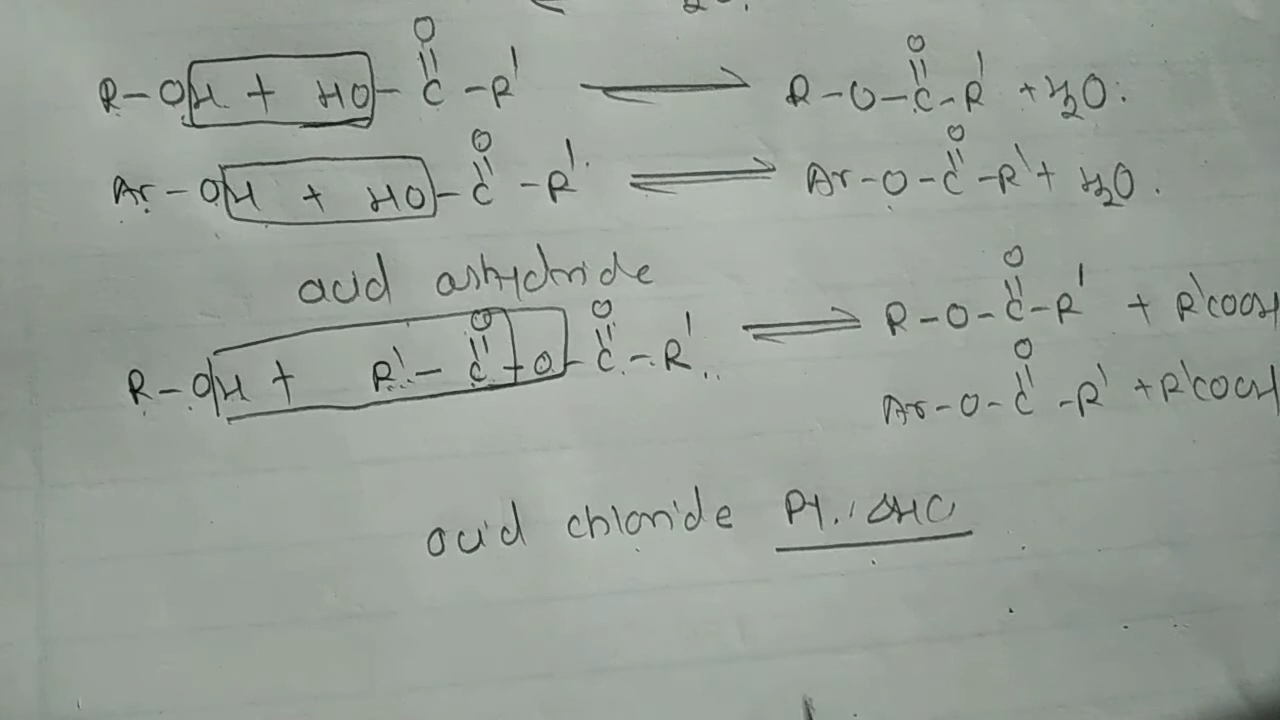 R-OH + HO-C(=O)-R' ⇌ R-O-C(=O)-R' + H2O.
Ar-OH + HO-C(=O)-R' ⇌ Ar-O-C(=O)-R' + H2O.
acid anhydride
R-OH + R'-C(=O)-O-C(=O)-R' ⇌ R-O-C(=O)-R' + R'COOH
Ar-O-C(=O)-R' + R'COOH
acid chloride